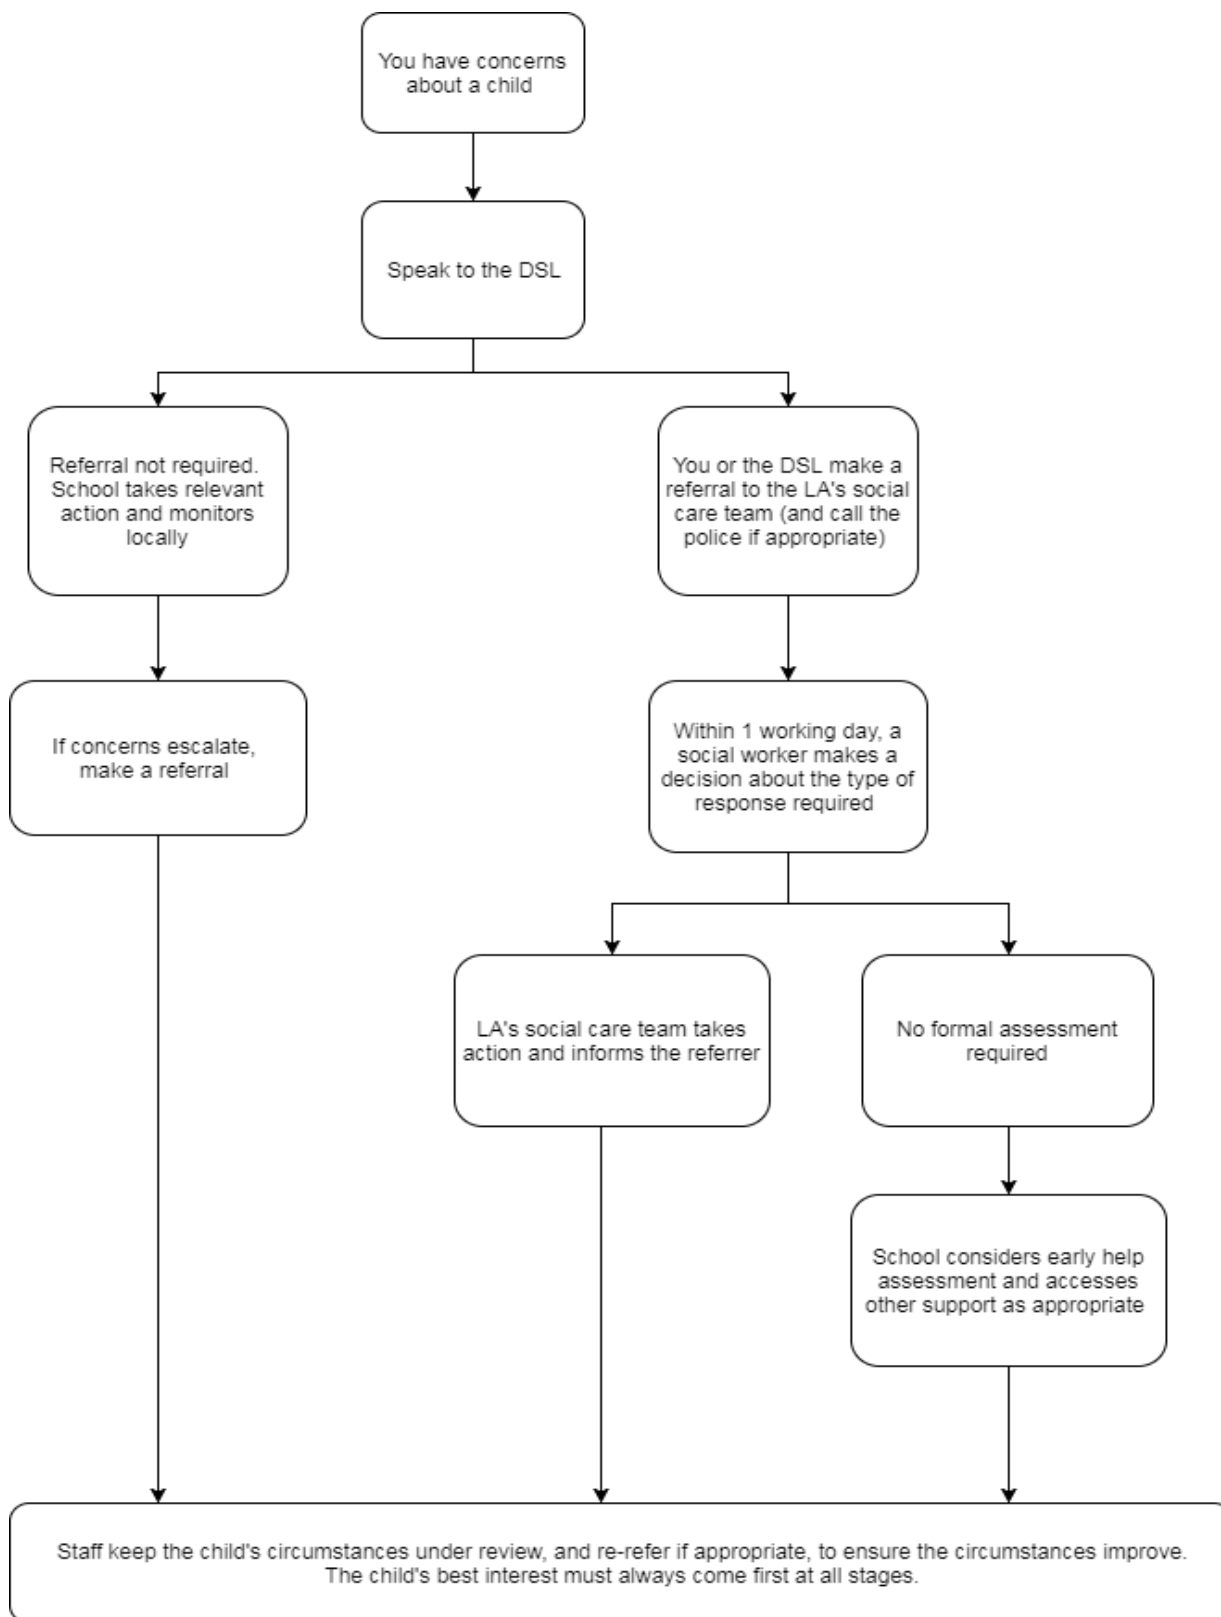 You have concerns
about a child
Speak to the DSL
Referral not required.
School takes relevant
action and monitors
locally
You or the DSL make a
referral to the LA's social
care team (and call the
police if appropriate)
If concerns escalate,
make a referral
Within 1 working day, a
social worker makes a
decision about the type of
response required
LA's social care team takes
action and informs the referrer
No formal assessment
required
School considers early help
assessment and accesses
other support as appropriate
Staff keep the child's circumstances under review, and re-refer if appropriate, to ensure the circumstances improve.
The child's best interest must always come first at all stages.